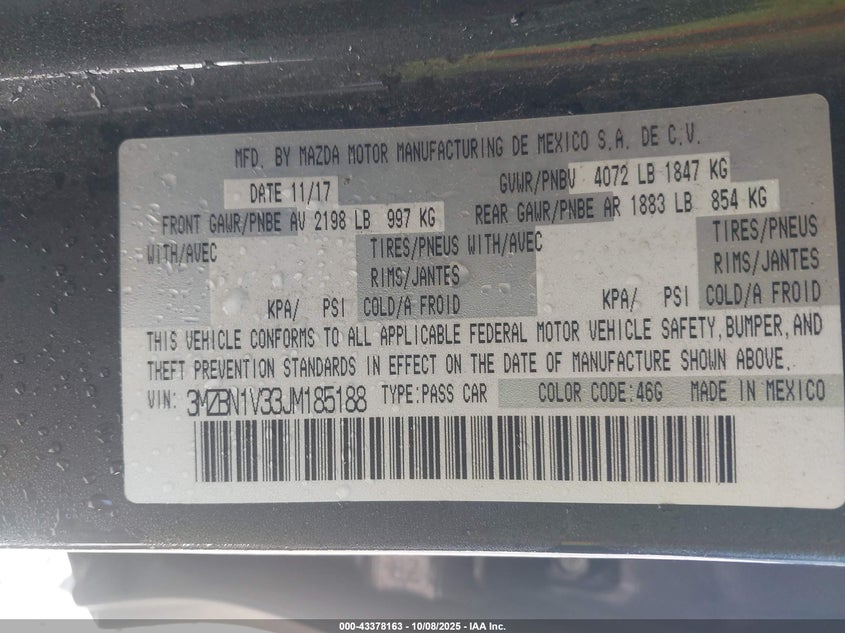 MFD. BY MAZDA MOTOR MANUFACTURING DE MEXICO S.A. DE C.V.
DATE 11/17 GVWR/PNBV 4072 LB 1847 KG
FRONT GAWR/PNBE AV 2198 LB 997 KG REAR GAWR/PNBE AR 1883 LB 854 KG
WITH/AVEC TIRES/PNEUS WITH/AVEC TIRES/PNEUS
RIMS/JANTES RIMS/JANTES
KPA/ PSI COLD/A FROID KPA/ PSI COLD/A FROID
THIS VEHICLE CONFORMS TO ALL APPLICABLE FEDERAL MOTOR VEHICLE SAFETY, BUMPER, AND
THEFT PREVENTION STANDARDS IN EFFECT ON THE DATE OF MANUFACTURE SHOWN ABOVE.
VIN: 3MZBN1V33JM185188 TYPE:PASS CAR COLOR CODE:46G MADE IN MEXICO
000-43378163 - 10/08/2025 - IAA Inc.